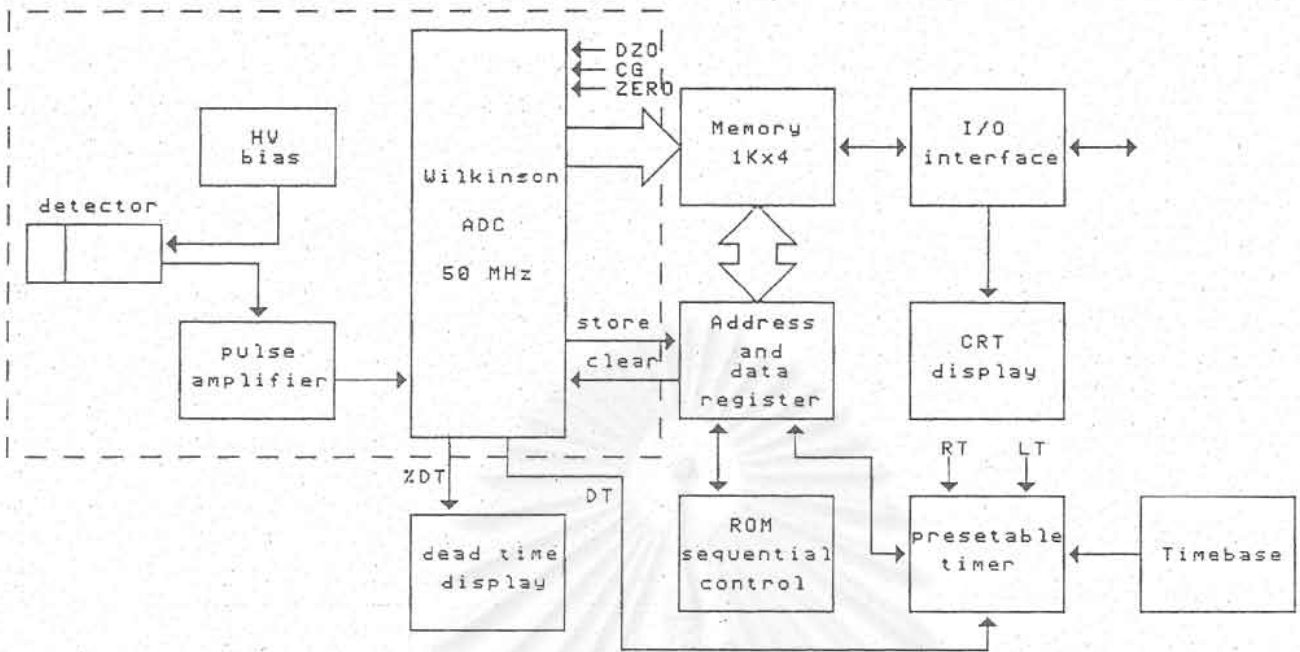 DZO
CG
ZERO
HV
bias
Memory
1Kx4
I/O
interface
detector
Wilkinson
ADC
50 MHz
pulse
amplifier
store
clear
Address
and
data
register
CRT
display
%DT
DT
RT
LT
dead time
display
ROM
sequential
control
presetable
timer
Timebase